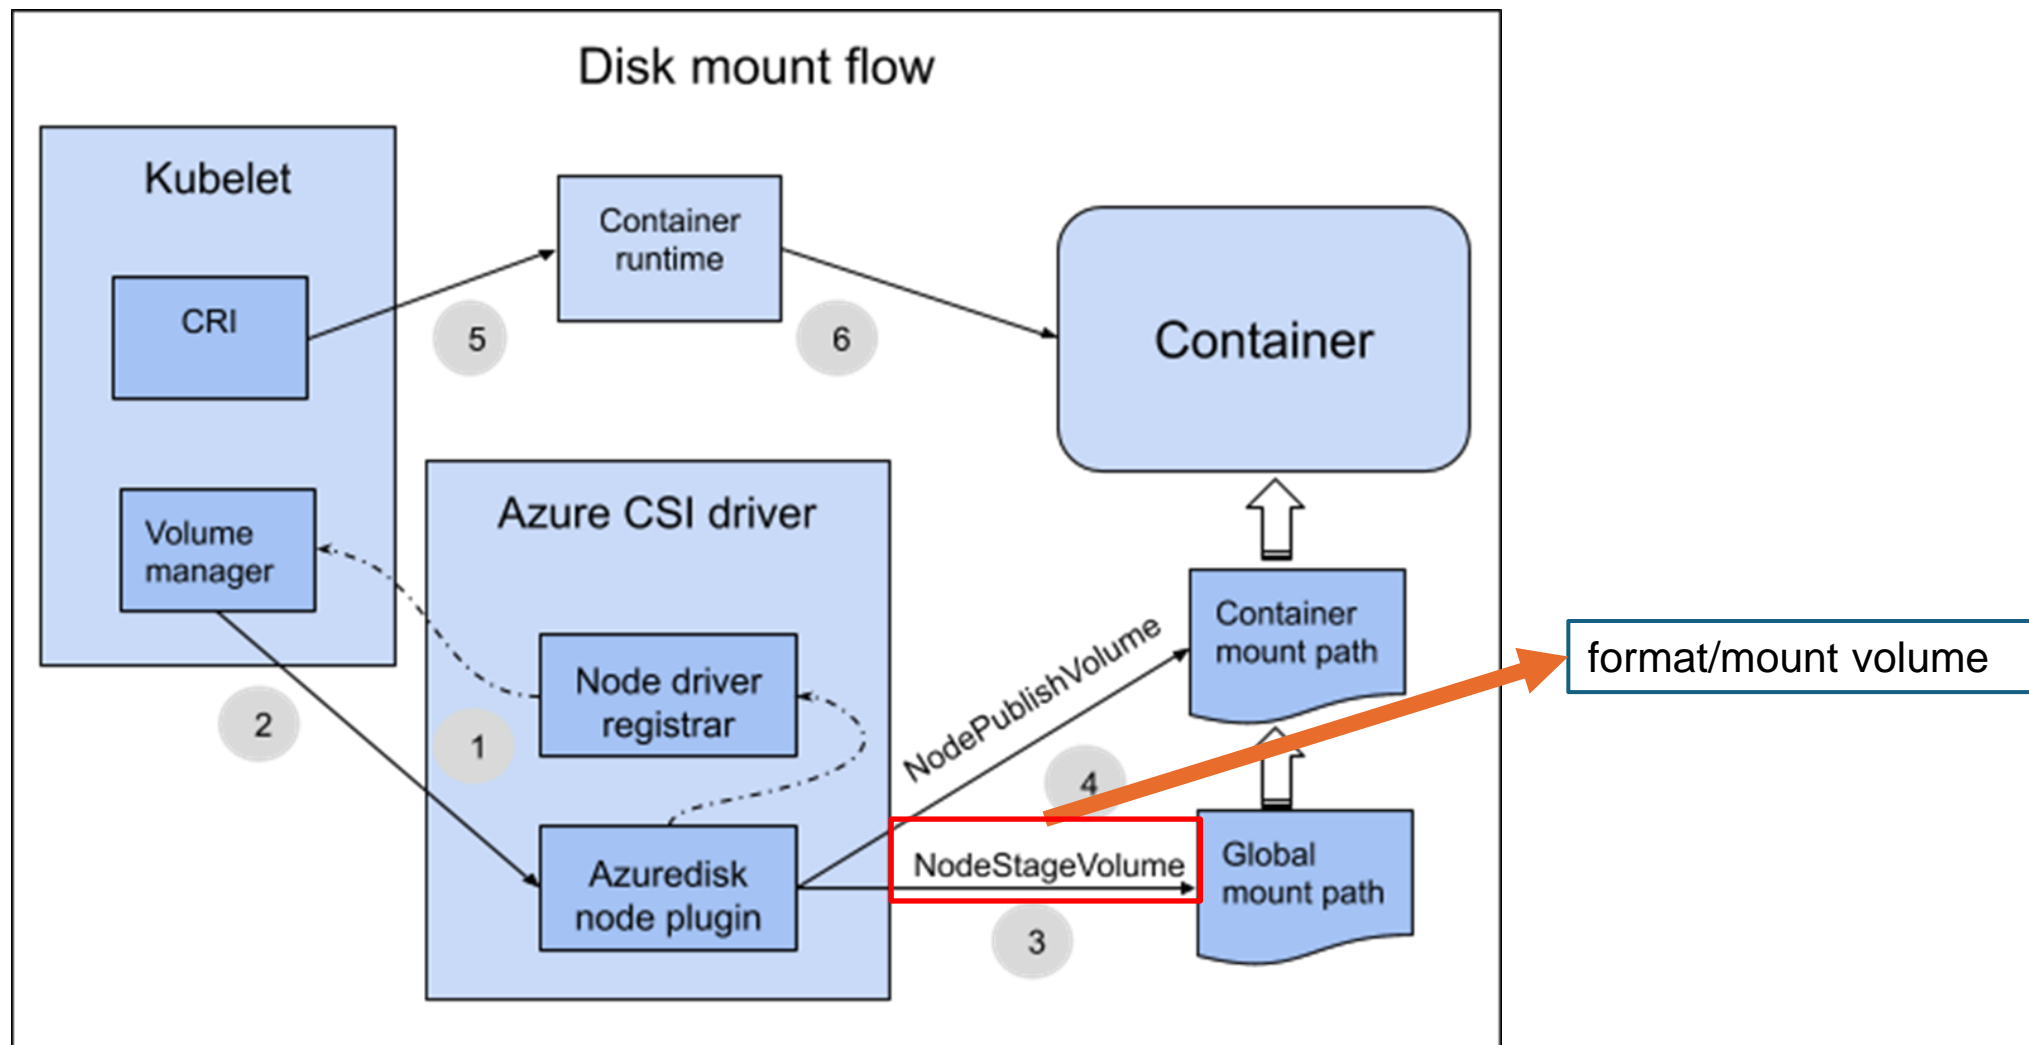 Disk mount flow
Kubelet
Container
runtime
CRI
5
6
Container
Volume
manager
Azure CSI driver
2
1
Node driver
registrar
NodePublishVolume
Container
mount path
format/mount volume
4
Azuredisk
node plugin
NodeStageVolume
3
Global
mount path